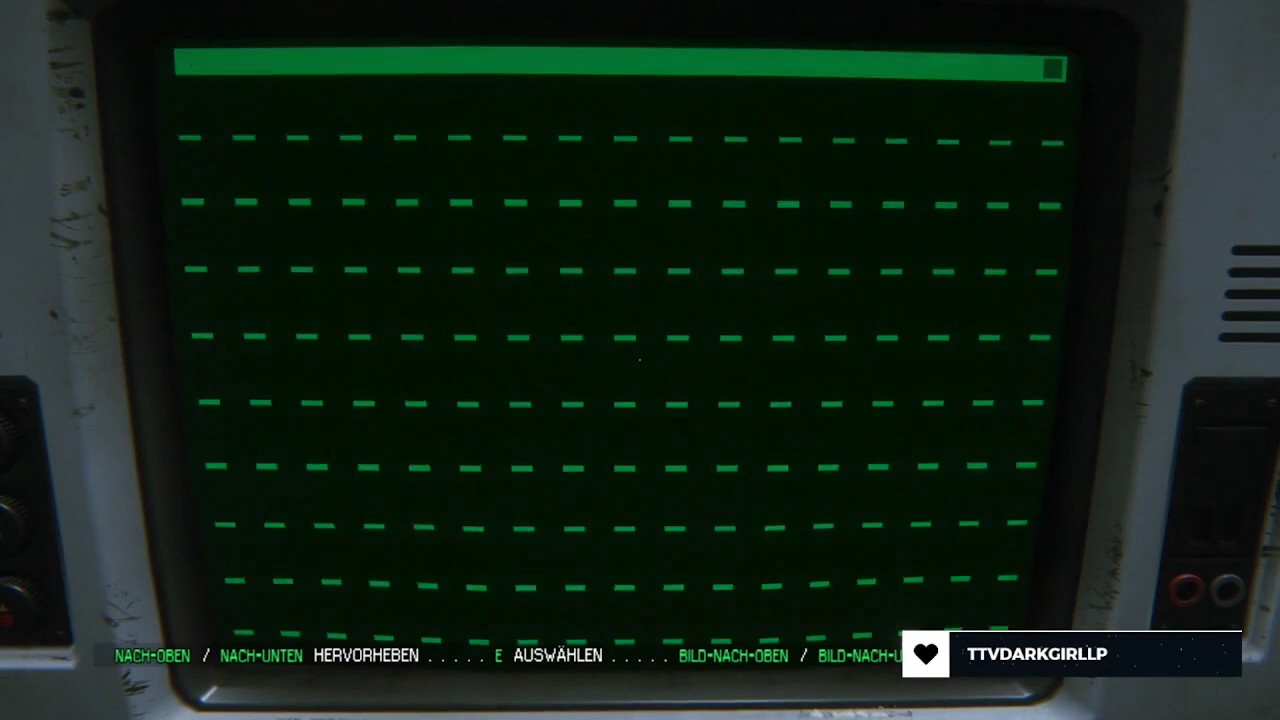 NACH-OBEN / NACH-UNTEN HERVORHEBEN ..... E AUSWÄHLEN ..... BILD-NACH-OBEN / BILD-NACH-U
TTVDARKGIRLLP